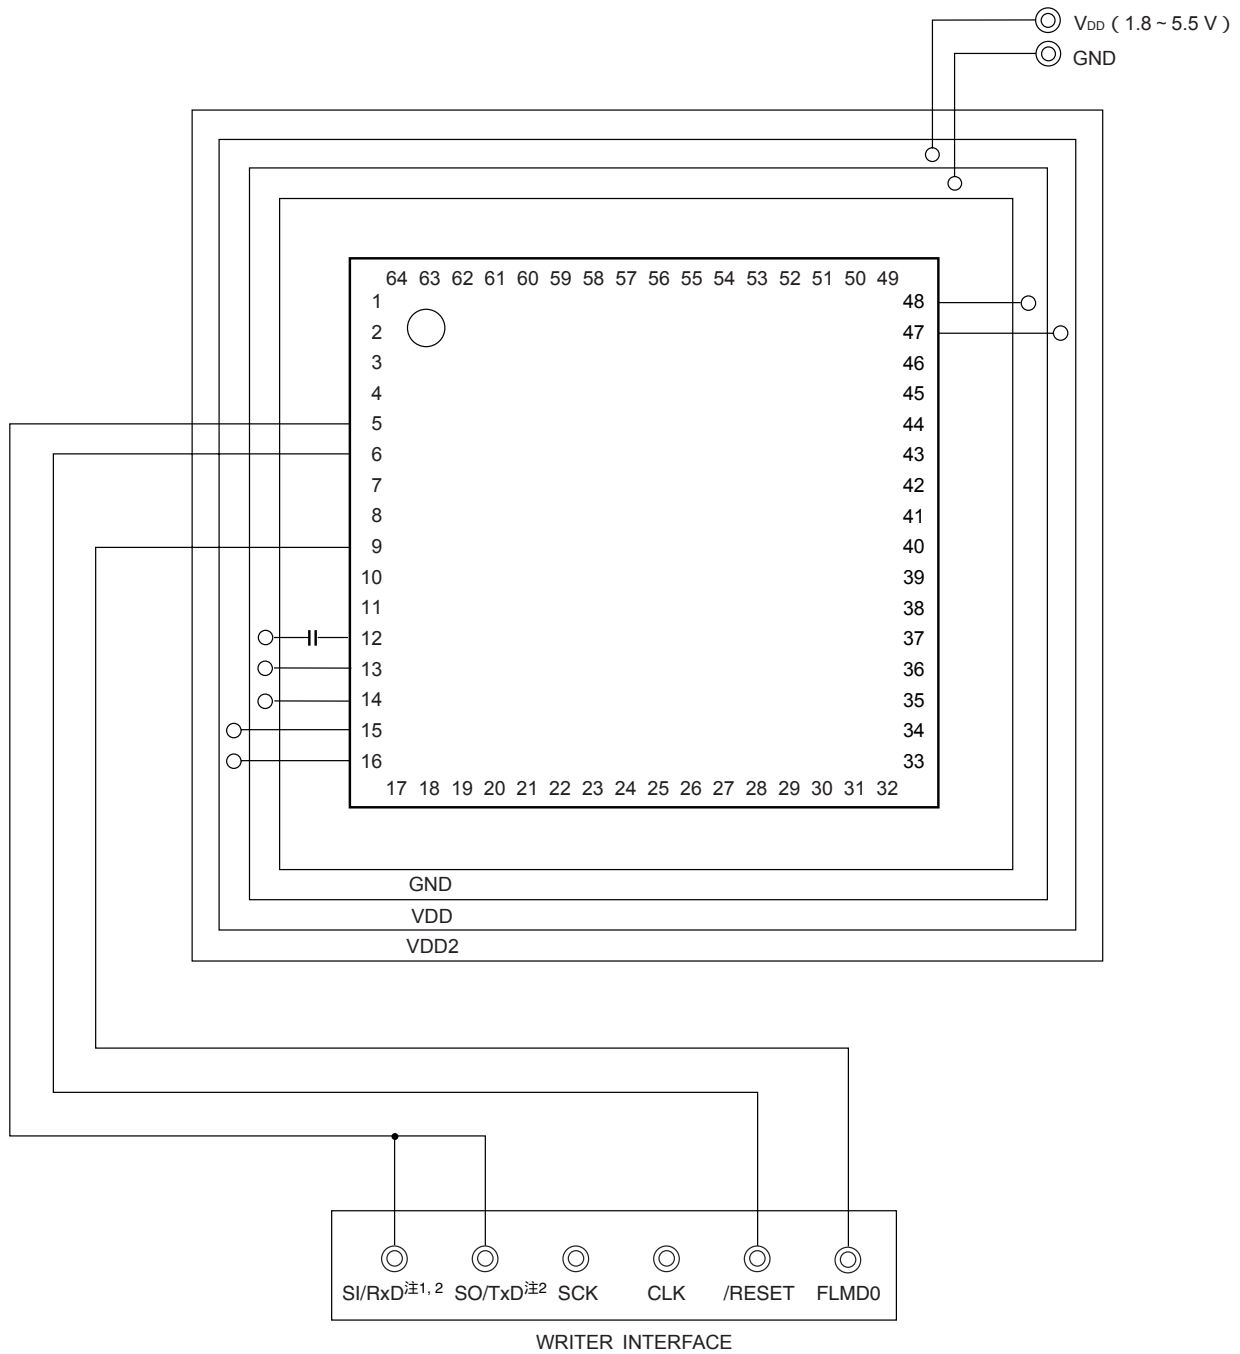 VDD ( 1.8 ~ 5.5 V )
GND
64 63 62 61 60 59 58 57 56 55 54 53 52 51 50 49
1 48
2 47
3 46
4 45
5 44
6 43
7 42
8 41
9 40
10 39
11 38
12 37
13 36
14 35
15 34
16 33
17 18 19 20 21 22 23 24 25 26 27 28 29 30 31 32
GND
VDD
VDD2
SI/RxD注1, 2 SO/TxD注2 SCK CLK /RESET FLMD0
WRITER INTERFACE